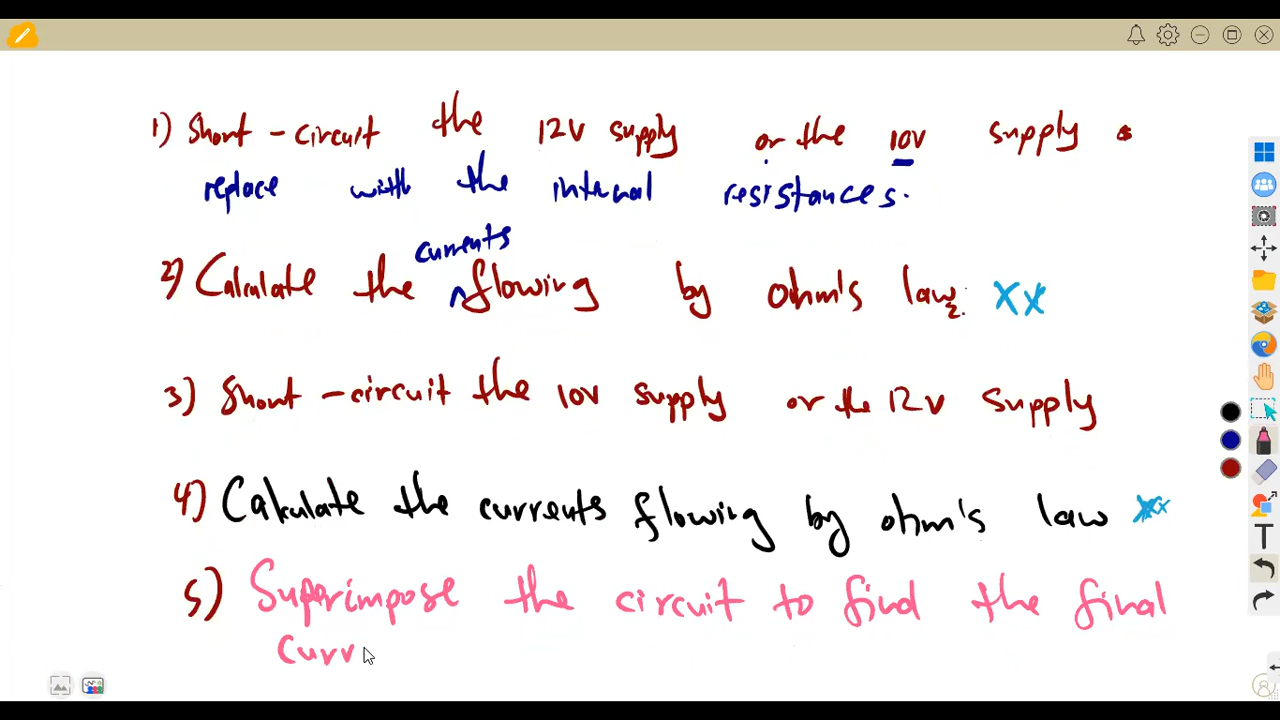 1) Short-circuit the 12V supply or the 10V supply &
replace with the internal resistances.
currents
2) Calculate the ^flowing by ohm's law. xx
3) Short-circuit the 10V supply or the 12V supply
4) Calculate the currents flowing by ohm's law xx
5) Superimpose the circuit to find the final
Curr
T